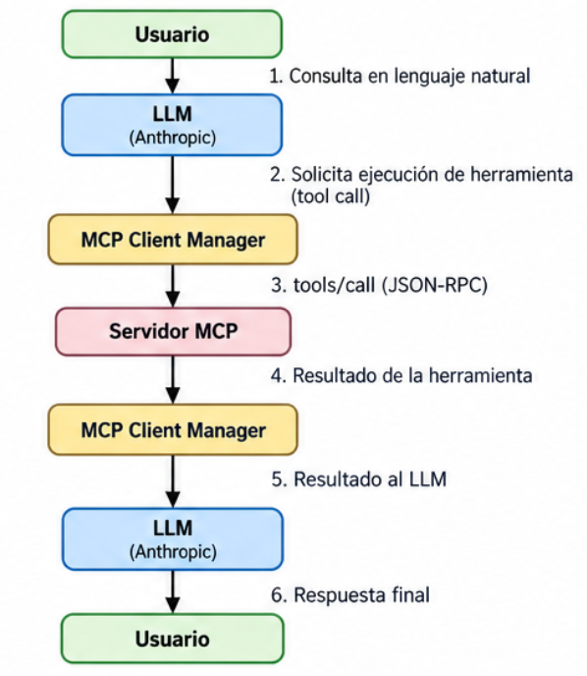 Usuario
1. Consulta en lenguaje natural
LLM
(Anthropic)
2. Solicita ejecución de herramienta
(tool call)
MCP Client Manager
3. tools/call (JSON-RPC)
Servidor MCP
4. Resultado de la herramienta
MCP Client Manager
5. Resultado al LLM
LLM
(Anthropic)
6. Respuesta final
Usuario